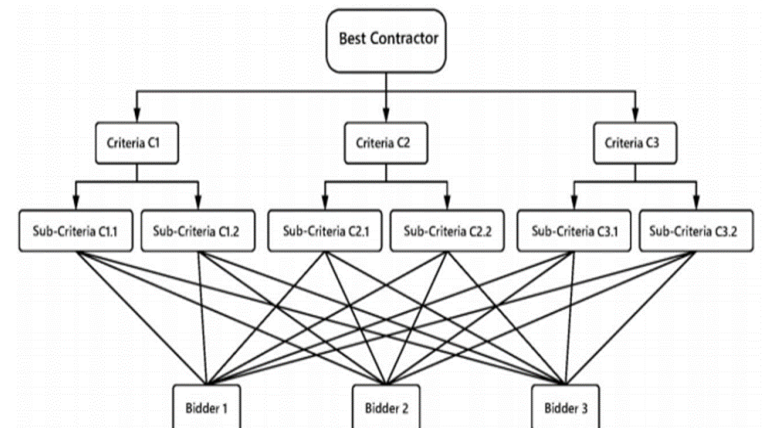 Best Contractor
Criteria C1
Criteria C2
Criteria C3
Sub-Criteria C1.1
Sub-Criteria C1.2
Sub-Criteria C2.1
Sub-Criteria C2.2
Sub-Criteria C3.1
Sub-Criteria C3.2
Bidder 1
Bidder 2
Bidder 3